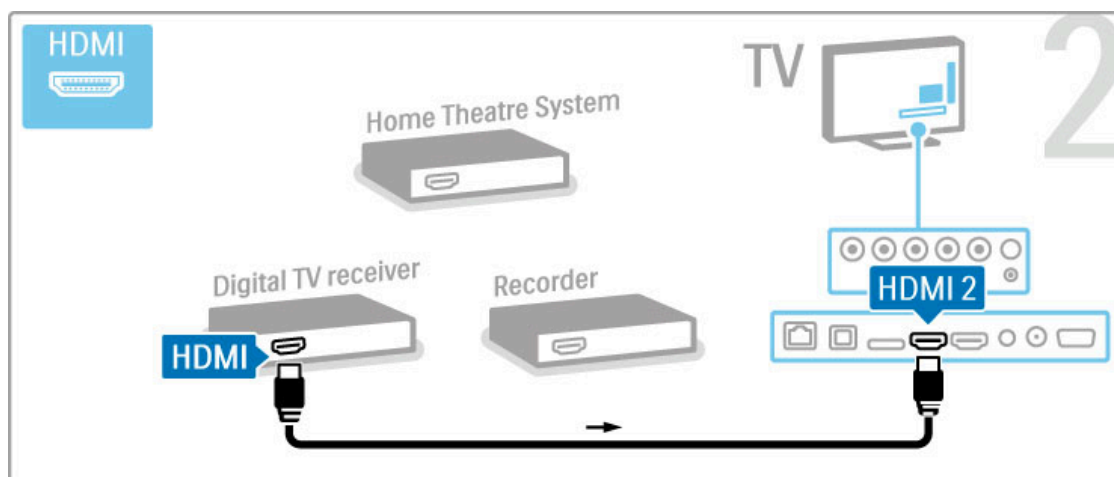 HDMI
TV
2
Home Theatre System
Digital TV receiver
Recorder
HDMI 2
HDMI